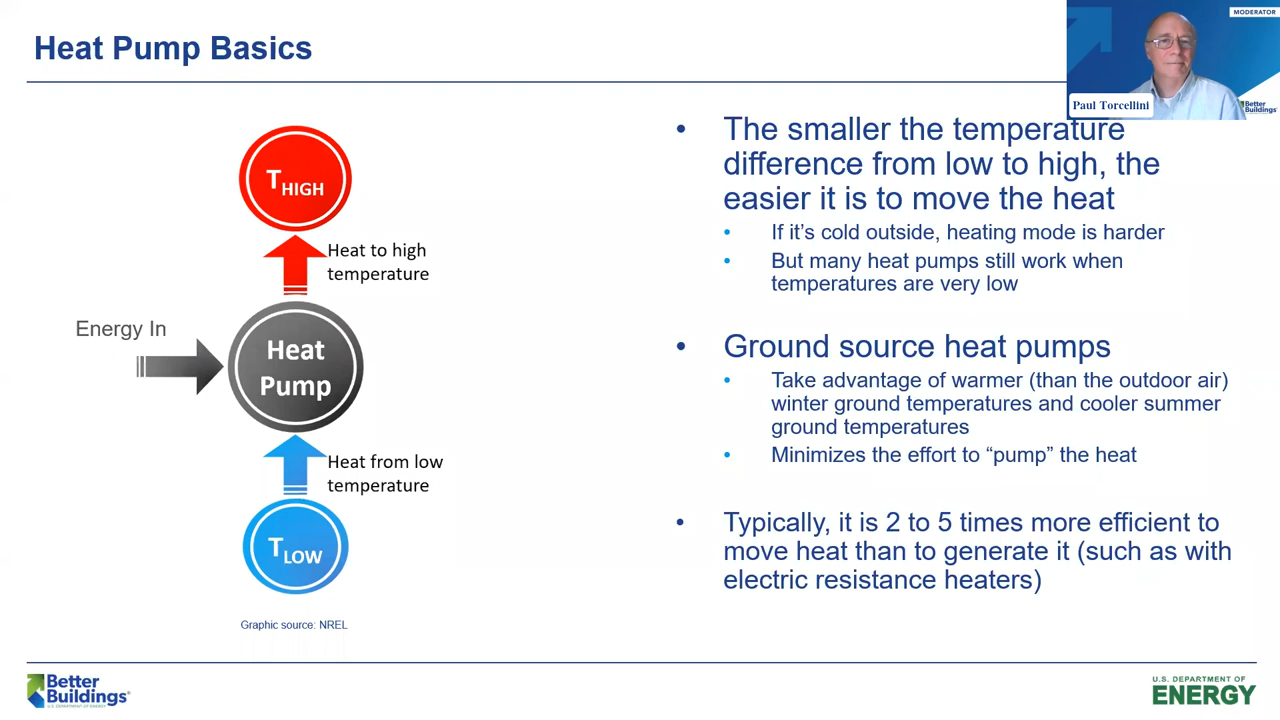 Heat Pump Basics
MODERATOR
Paul Torcellini
Better
Buildings
THIGH
Heat to high
temperature
Energy In
Heat
Pump
Heat from low
temperature
TLOW
Graphic source: NREL
• The smaller the temperature
difference from low to high, the
easier it is to move the heat
• If it's cold outside, heating mode is harder
• But many heat pumps still work when
temperatures are very low
• Ground source heat pumps
• Take advantage of warmer (than the outdoor air)
winter ground temperatures and cooler summer
ground temperatures
• Minimizes the effort to “pump” the heat
• Typically, it is 2 to 5 times more efficient to
move heat than to generate it (such as with
electric resistance heaters)
Better
Buildings®
U.S. DEPARTMENT OF ENERGY
U.S. DEPARTMENT OF
ENERGY